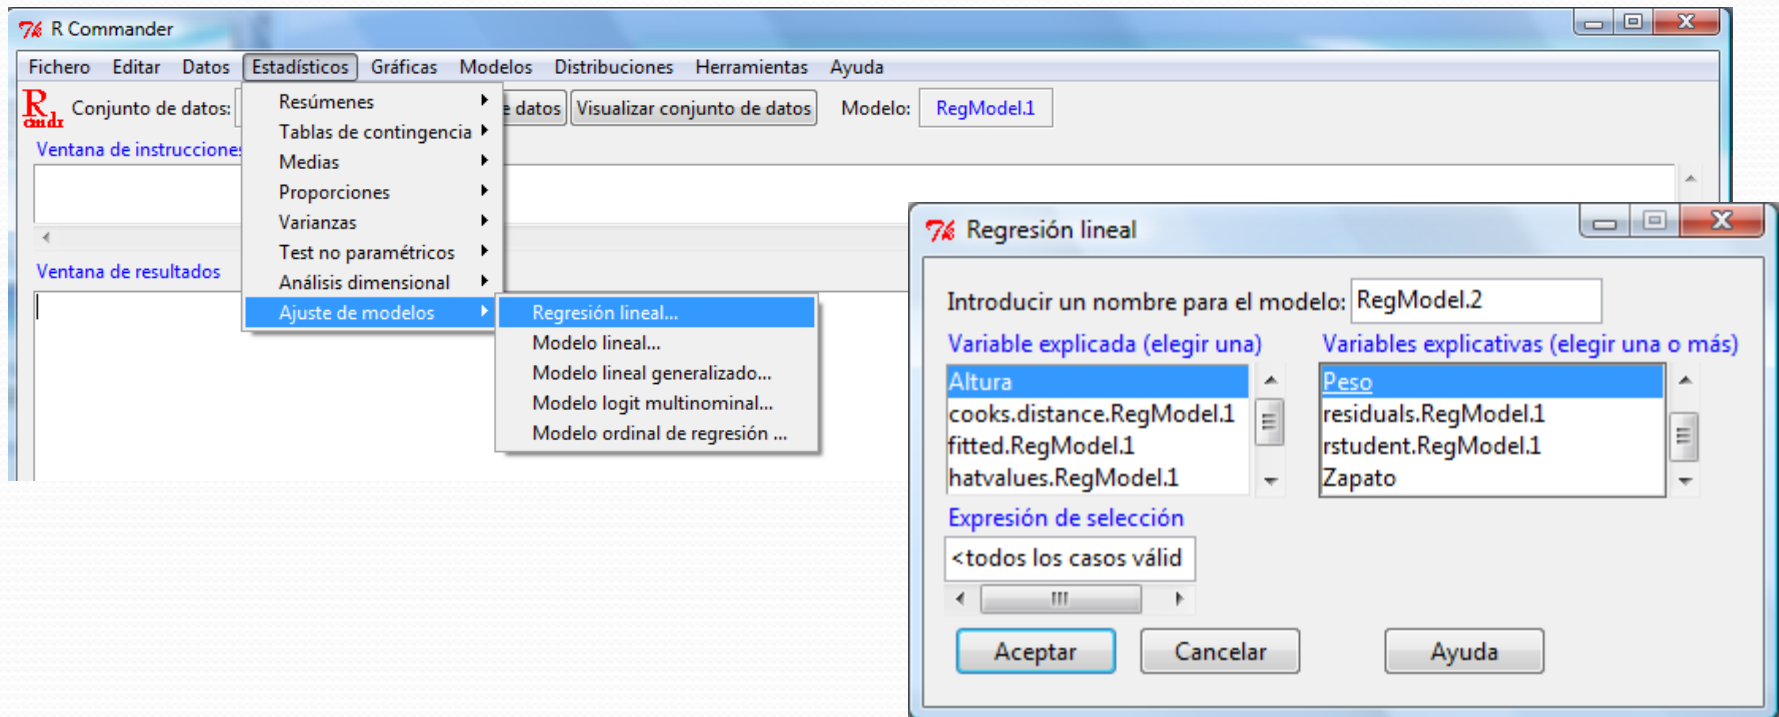 R Commander
Fichero Editar Datos Estadísticos Gráficas Modelos Distribuciones Herramientas Ayuda
R cmdr Conjunto de datos: datos Visualizar conjunto de datos Modelo: RegModel.1
Ventana de instrucciones
Resúmenes
Tablas de contingencia
Medias
Proporciones
Varianzas
Test no paramétricos
Análisis dimensional
Ajuste de modelos
Ventana de resultados
Regresión lineal...
Modelo lineal...
Modelo lineal generalizado...
Modelo logit multinominal...
Modelo ordinal de regresión ...
Regresión lineal
Introducir un nombre para el modelo: RegModel.2
Variable explicada (elegir una) Variables explicativas (elegir una o más)
Altura
cooks.distance.RegModel.1
fitted.RegModel.1
hatvalues.RegModel.1
Peso
residuals.RegModel.1
rstudent.RegModel.1
Zapato
Expresión de selección
<todos los casos válid
Aceptar Cancelar Ayuda